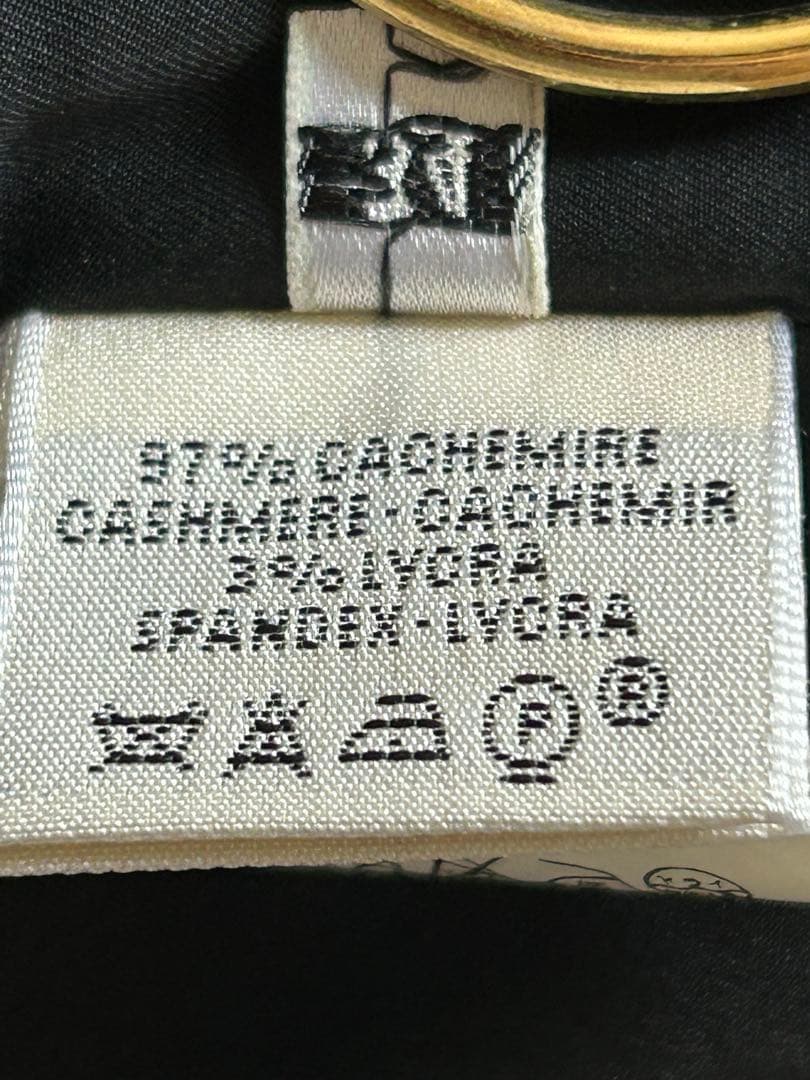 97% CACHEMIRE
CASHMERE-CACHEMIR
3% LYCRA
SPANDEX-LYCRA
F R